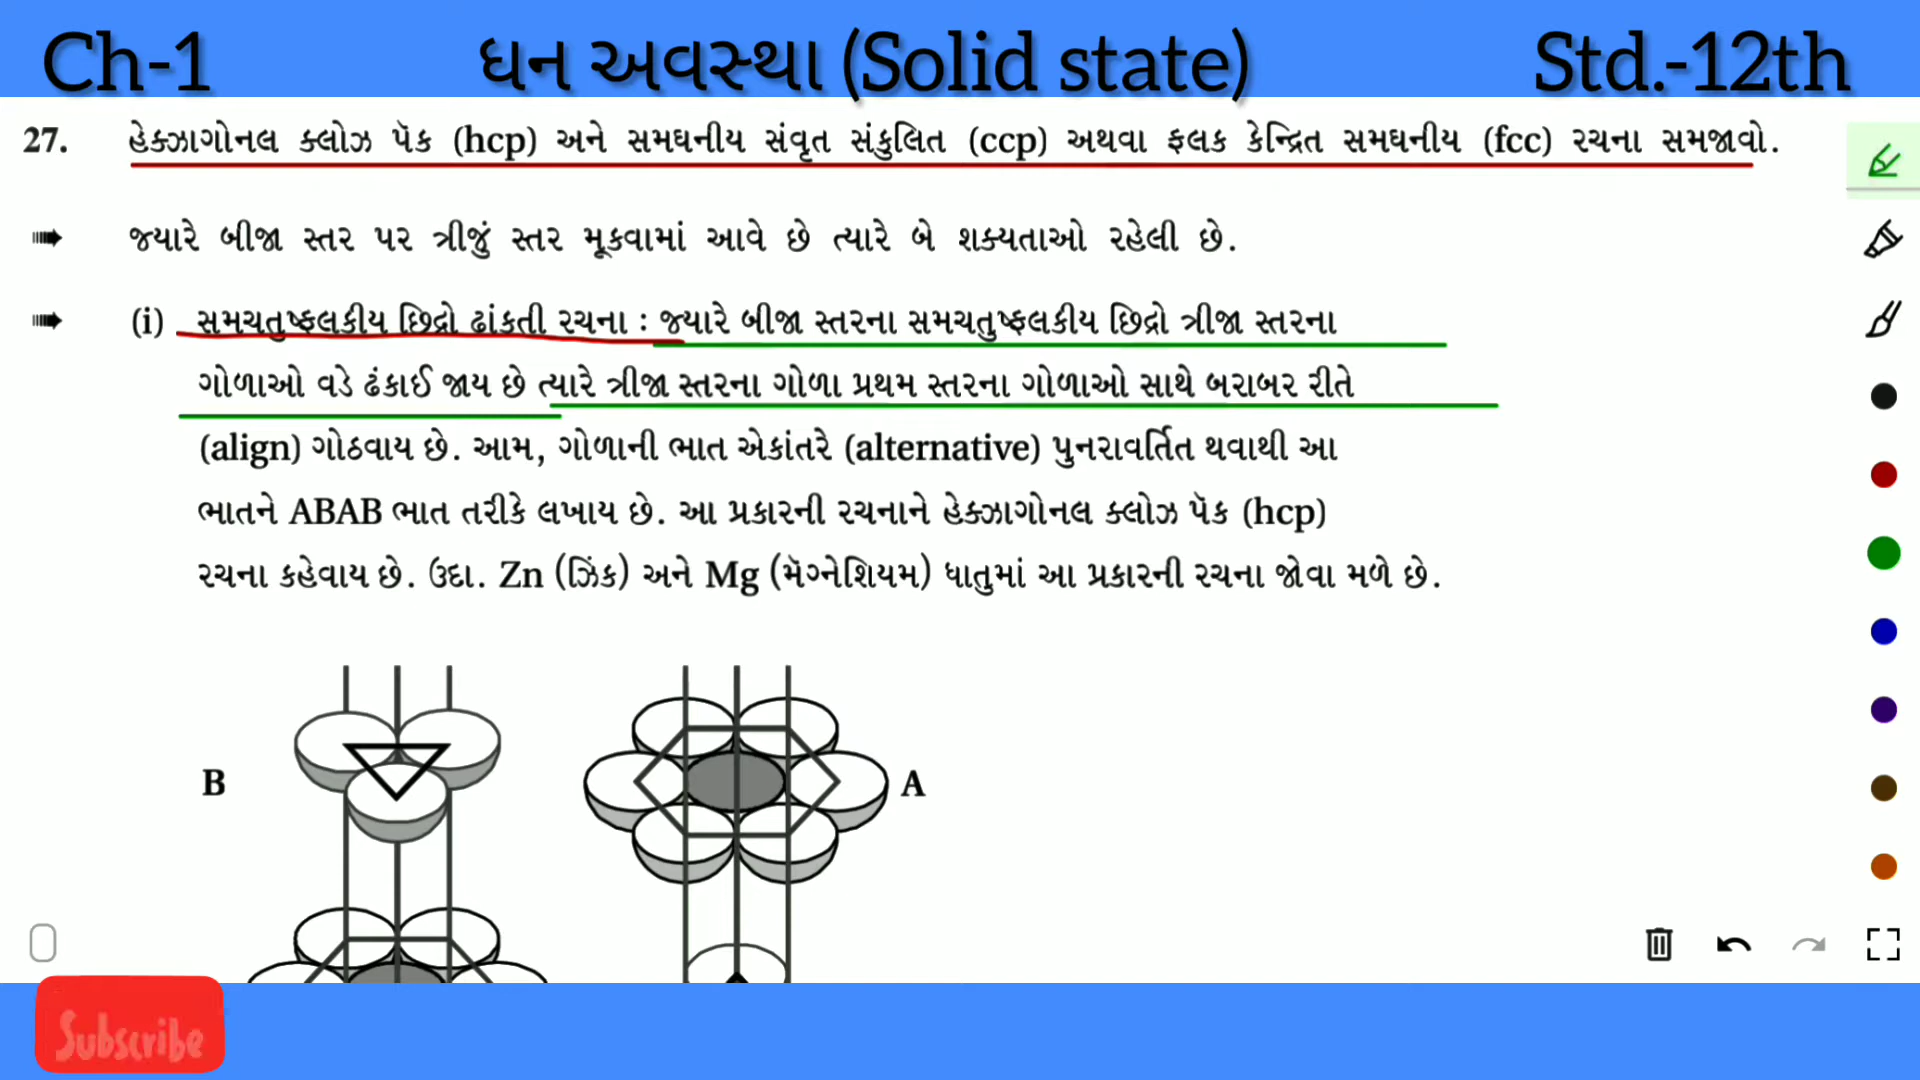 Ch-1 ઘન અવસ્થા (Solid state) Std.-12th
27. હેક્ઝાગોનલ ક્લોઝ પૅક (hcp) અને સમઘનીય સંવૃત સંકુલિત (ccp) અથવા ફલક કેન્દ્રિત સમઘનીય (fcc) રચના સમજાવો.
જ્યારે બીજા સ્તર પર ત્રીજું સ્તર મૂકવામાં આવે છે ત્યારે બે શક્યતાઓ રહેલી છે.
(i) સમચતુષ્ફલકીય છિદ્રો ઢાંકતી રચના : જ્યારે બીજા સ્તરના સમચતુષ્ફલકીય છિદ્રો ત્રીજા સ્તરના
ગોળાઓ વડે ઢંકાઈ જાય છે ત્યારે ત્રીજા સ્તરના ગોળા પ્રથમ સ્તરના ગોળાઓ સાથે બરાબર રીતે
(align) ગોઠવાય છે. આમ, ગોળાની ભાત એકાંતરે (alternative) પુનરાવર્તિત થવાથી આ
ભાતને ABAB ભાત તરીકે લખાય છે. આ પ્રકારની રચનાને હેક્ઝાગોનલ ક્લોઝ પૅક (hcp)
રચના કહેવાય છે. ઉદા. Zn (ઝિંક) અને Mg (મૅગ્નેશિયમ) ધાતુમાં આ પ્રકારની રચના જોવા મળે છે.
B A
Subscribe